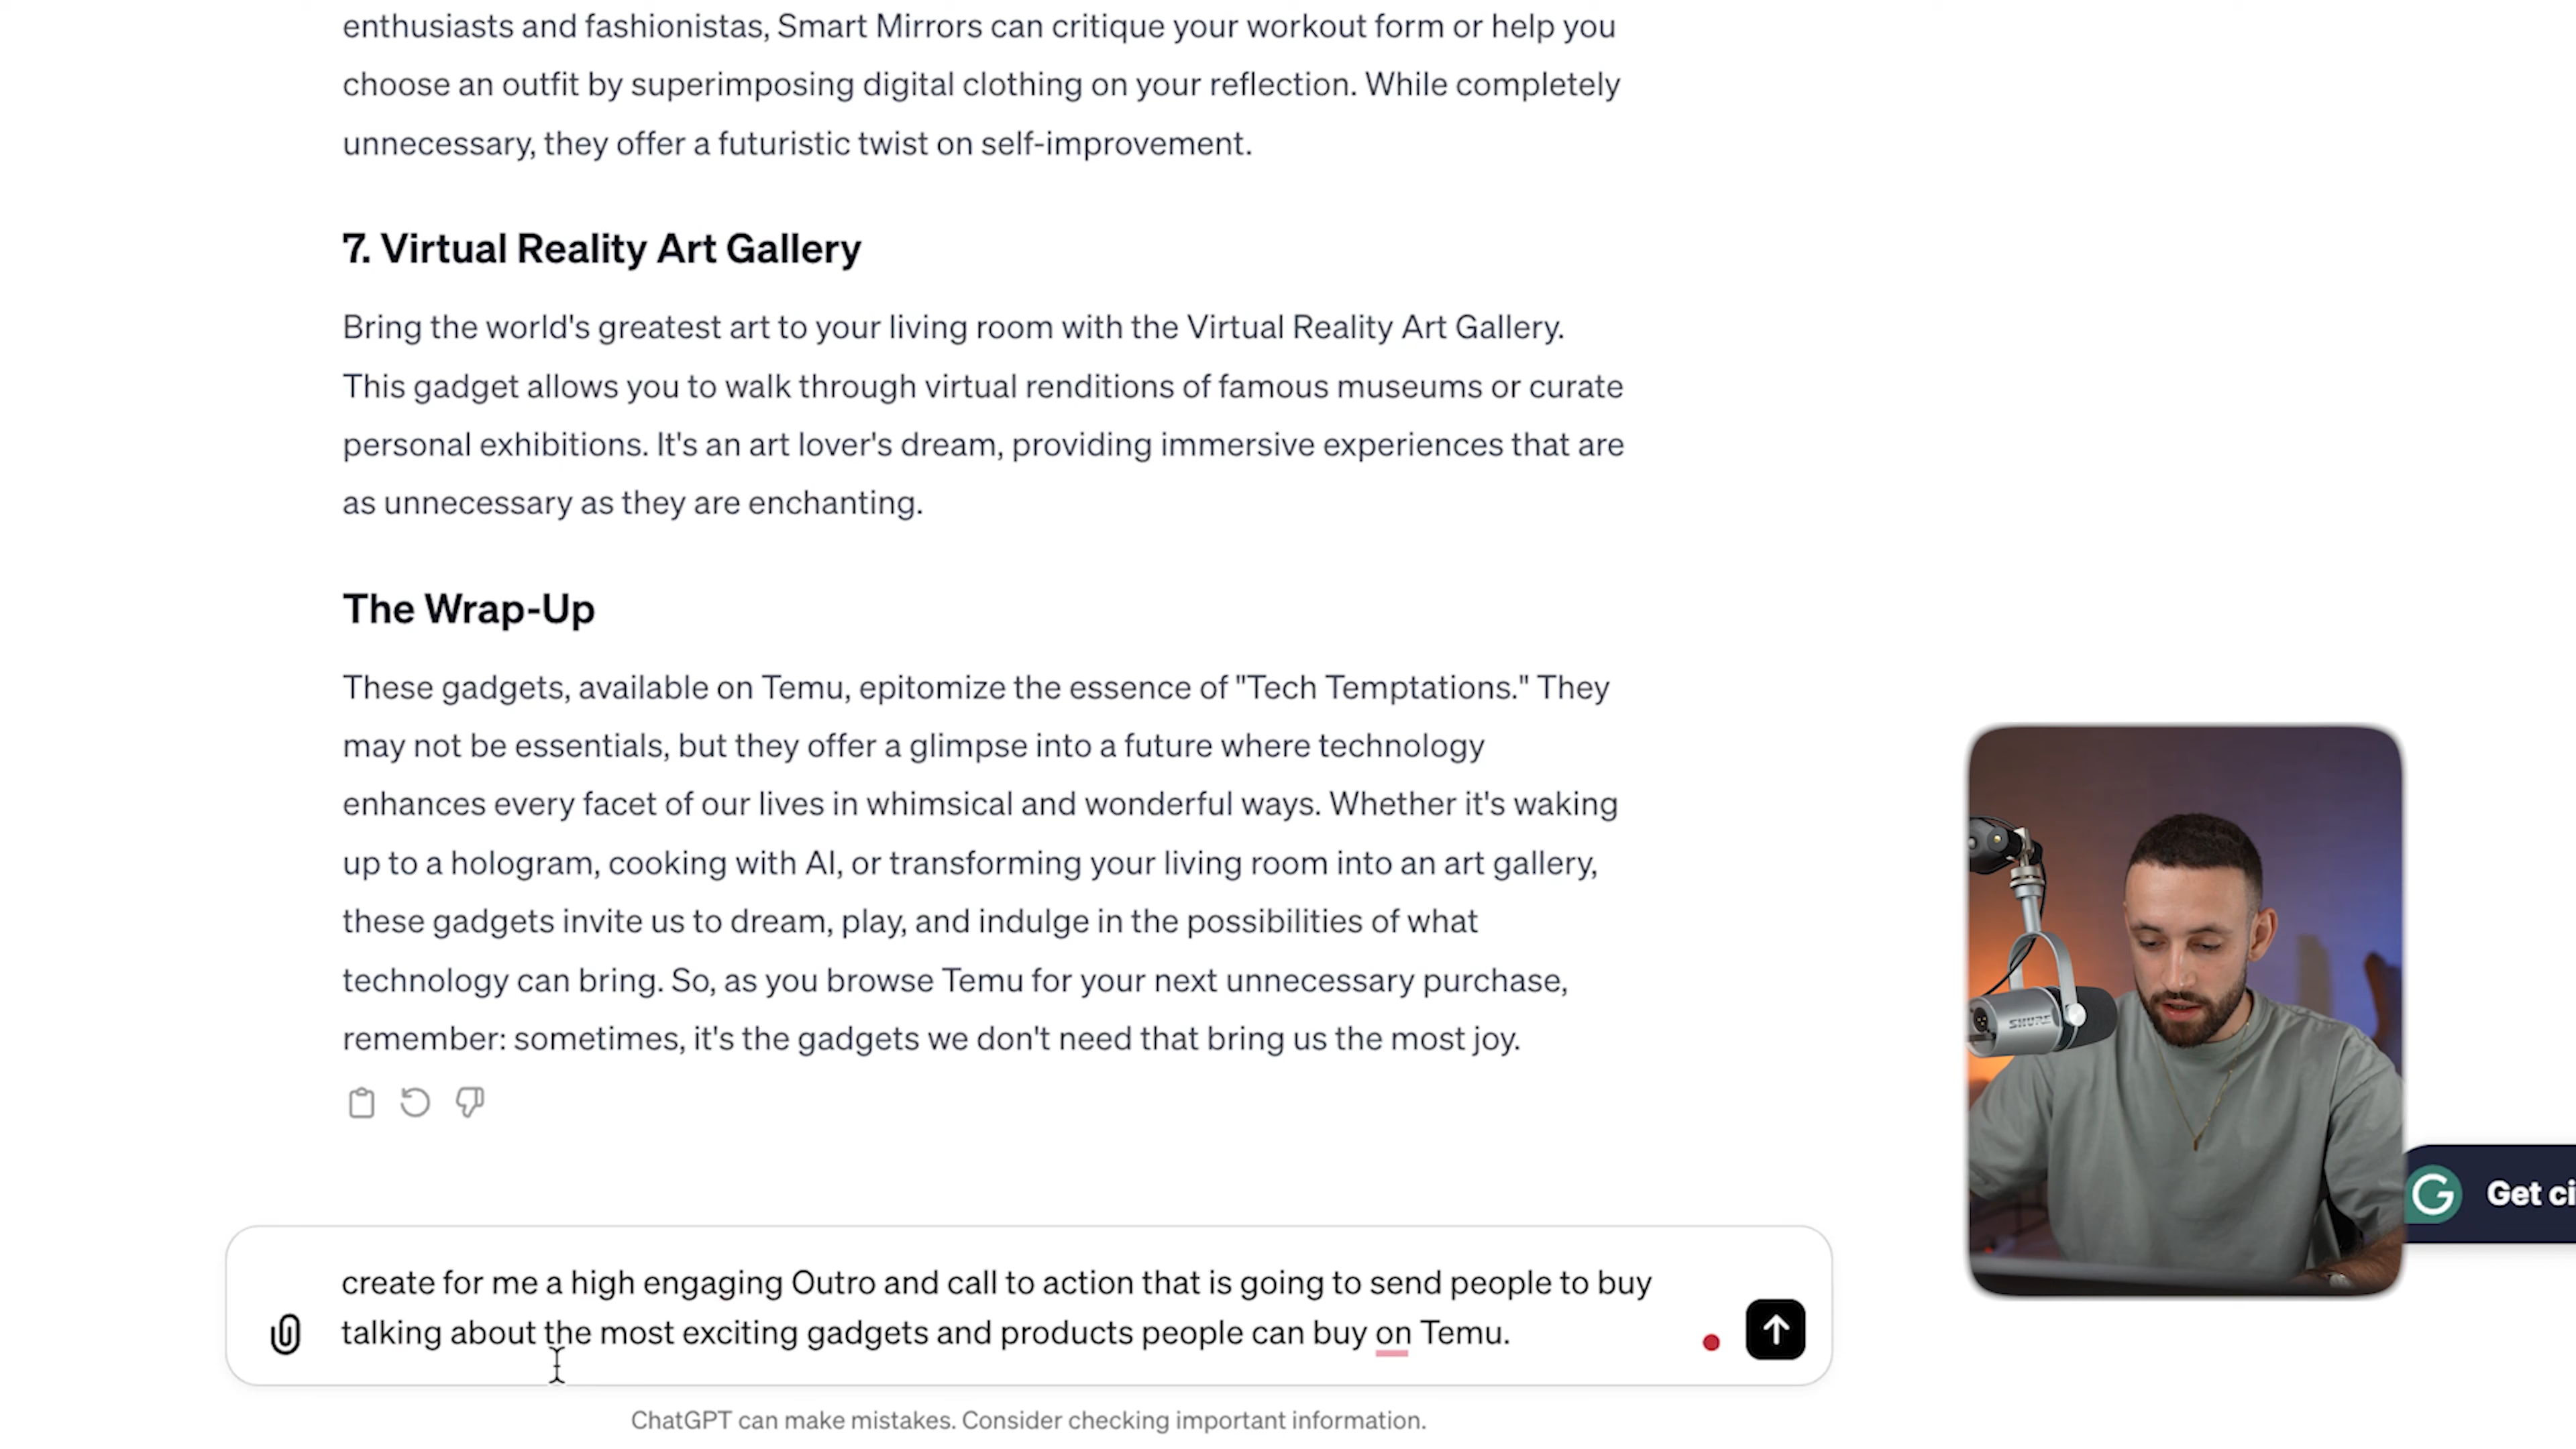 enthusiasts and fashionistas, Smart Mirrors can critique your workout form or help you
choose an outfit by superimposing digital clothing on your reflection. While completely
unnecessary, they offer a futuristic twist on self-improvement.
7. Virtual Reality Art Gallery
Bring the world's greatest art to your living room with the Virtual Reality Art Gallery.
This gadget allows you to walk through virtual renditions of famous museums or curate
personal exhibitions. It's an art lover's dream, providing immersive experiences that are
as unnecessary as they are enchanting.
The Wrap-Up
These gadgets, available on Temu, epitomize the essence of "Tech Temptations." They
may not be essentials, but they offer a glimpse into a future where technology
enhances every facet of our lives in whimsical and wonderful ways. Whether it's waking
up to a hologram, cooking with AI, or transforming your living room into an art gallery,
these gadgets invite us to dream, play, and indulge in the possibilities of what
technology can bring. So, as you browse Temu for your next unnecessary purchase,
remember: sometimes, it's the gadgets we don't need that bring us the most joy.
SHURE
G Get ci
create for me a high engaging Outro and call to action that is going to send people to buy
talking about the most exciting gadgets and products people can buy on Temu.
ChatGPT can make mistakes. Consider checking important information.